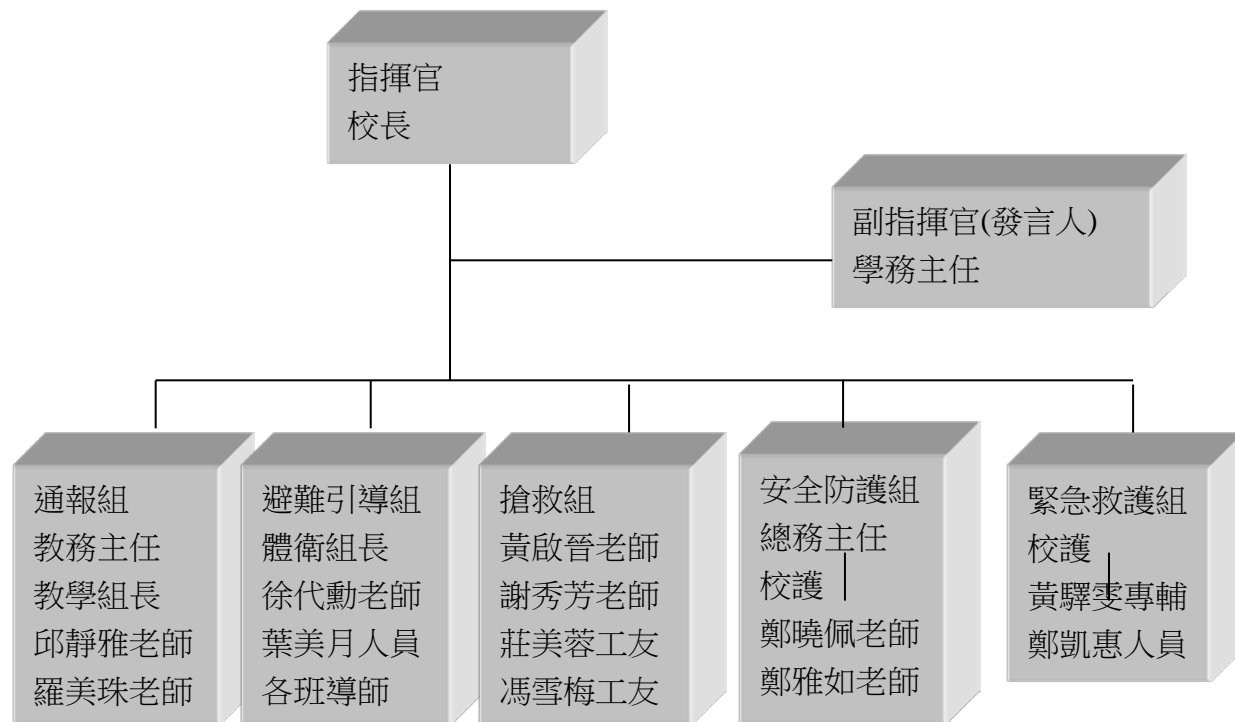 指揮官
校長
副指揮官(發言人)
學務主任
通報組
教務主任
教學組長
邱靜雅老師
羅美珠老師
避難引導組
體衛組長
徐代勳老師
葉美月人員
各班導師
搶救組
黃啟晉老師
謝秀芳老師
莊美蓉工友
馮雪梅工友
安全防護組
總務主任
校護
鄭曉佩老師
鄭雅如老師
緊急救護組
校護
黃驛雯專輔
鄭凱惠人員